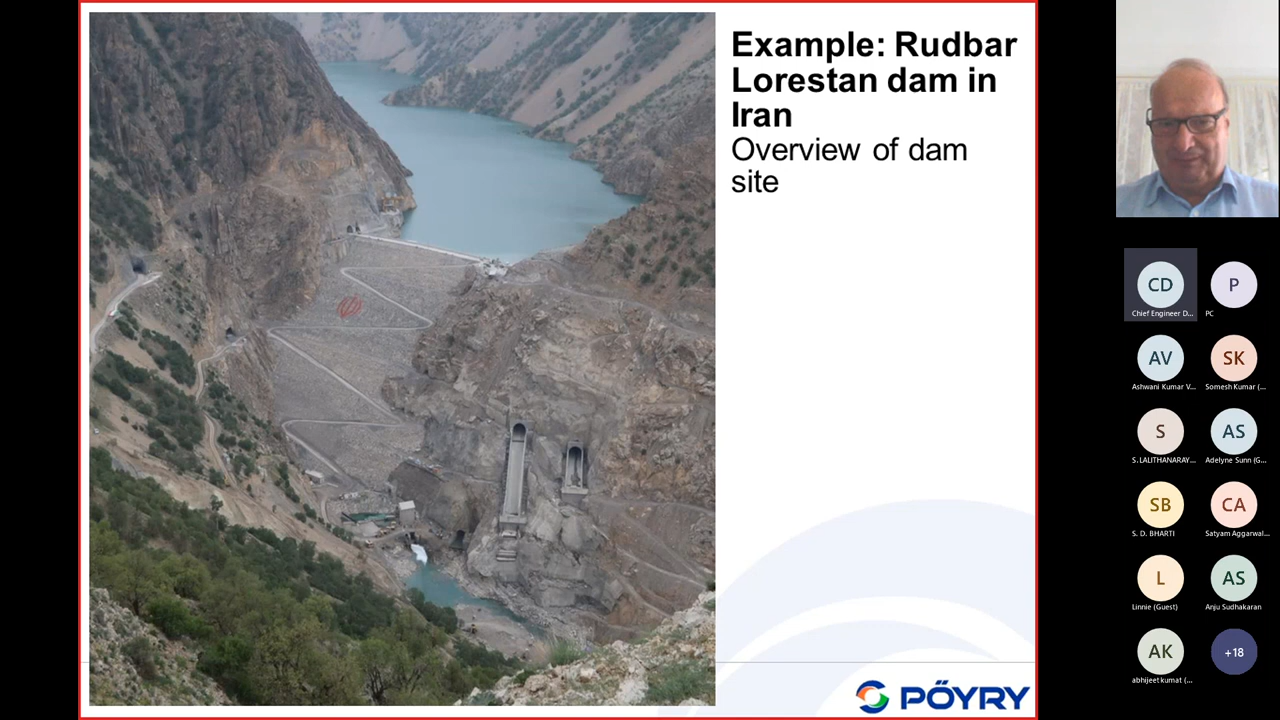 Example: Rudbar
Lorestan dam in
Iran
Overview of dam
site
PÖYRY
CD
Chief Engineer D...
P
PC
AV
Ashwani Kumar V...
SK
Somesh Kumar (...
S
S. LALITHANARAY...
AS
Adelyne Sunn (G...
SB
S. D. BHARTI
CA
Satyam Aggarwal...
L
Linnie (Guest)
AS
Anju Sudhakaran
AK
abhijeet kumat (...
+18